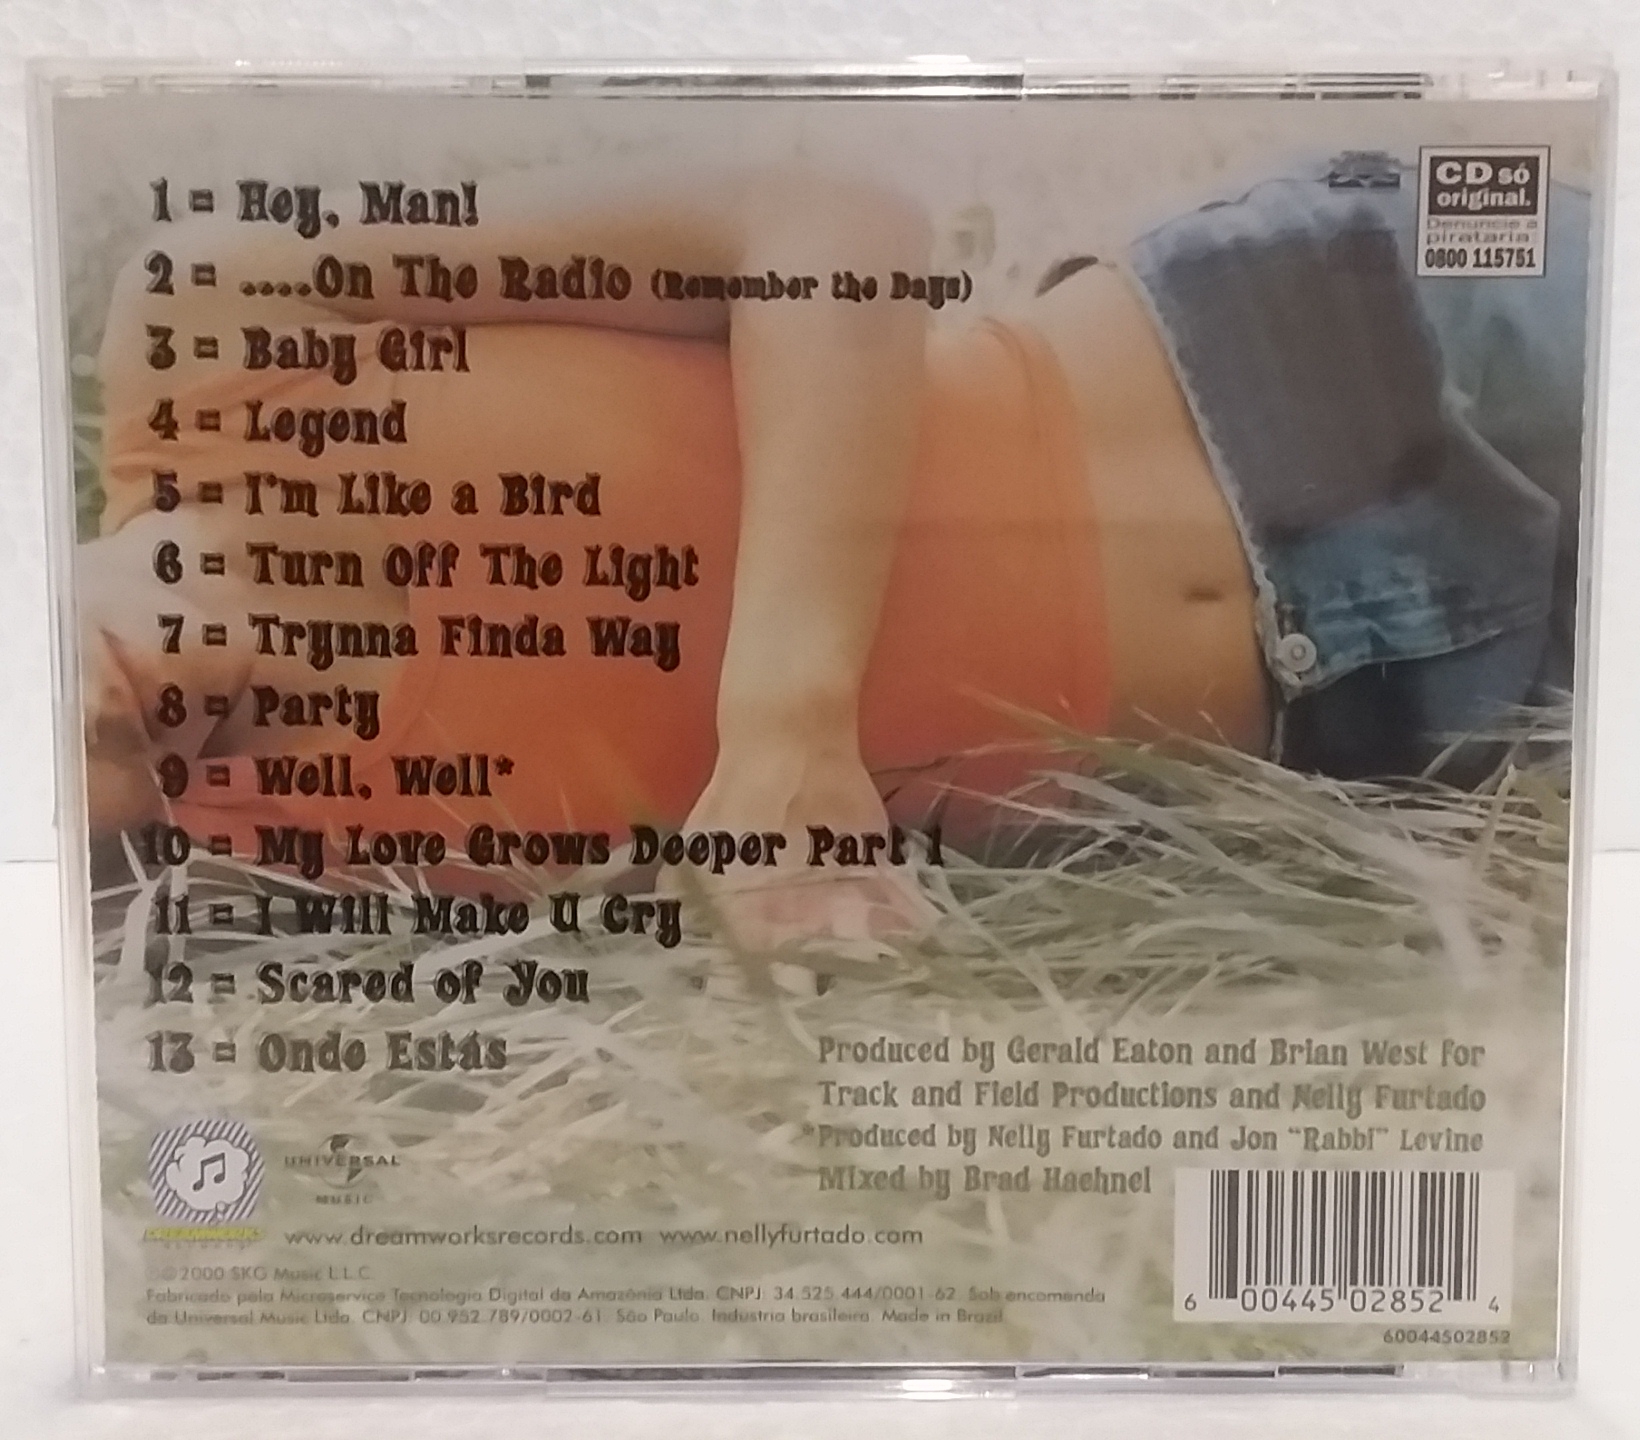 1 = Hey, Man!
2 = ....On The Radio (Remember the Days)
3 = Baby Girl
4 = Legend
5 = I'm Like a Bird
6 = Turn Off The Light
7 = Trynna Finda Way
8 = Party
9 = Well, Well*
10 = My Love Grows Deeper Part 1
11 = I Will Make U Cry
12 = Scared of You
13 = Onde Estás
CD só
original.
Denuncie a
pirataria
0800 115751
Produced by Gerald Eaton and Brian West for
Track and Field Productions and Nelly Furtado
*Produced by Nelly Furtado and Jon "Rabbi" Levine
Mixed by Brad Haehnel
UNIVERSAL
MUSIC
DREAMWORKS
RECORDS
www.dreamworksrecords.com www.nellyfurtado.com
℗©2000 SKG Music L.L.C.
Fabricado pela Microservice Tecnologia Digital da Amazônia Ltda. CNPJ: 34.525.444/0001-62. Sob encomenda
da Universal Music Ltda. CNPJ: 00.952.789/0002-61. São Paulo. Industria brasileira. Made in Brazil.
6 00445 02852 4
60044502852